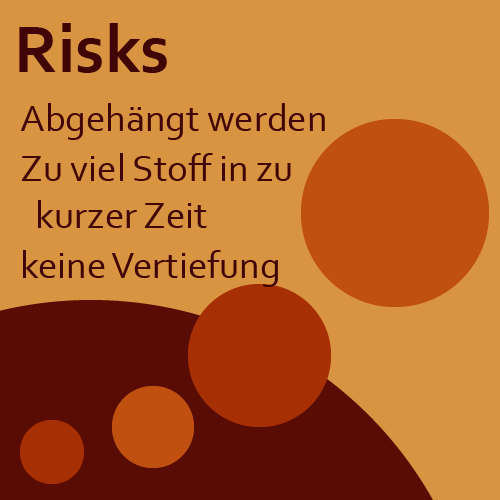 Risks
Abgehängt werden
Zu viel Stoff in zu
kurzer Zeit
keine Vertiefung